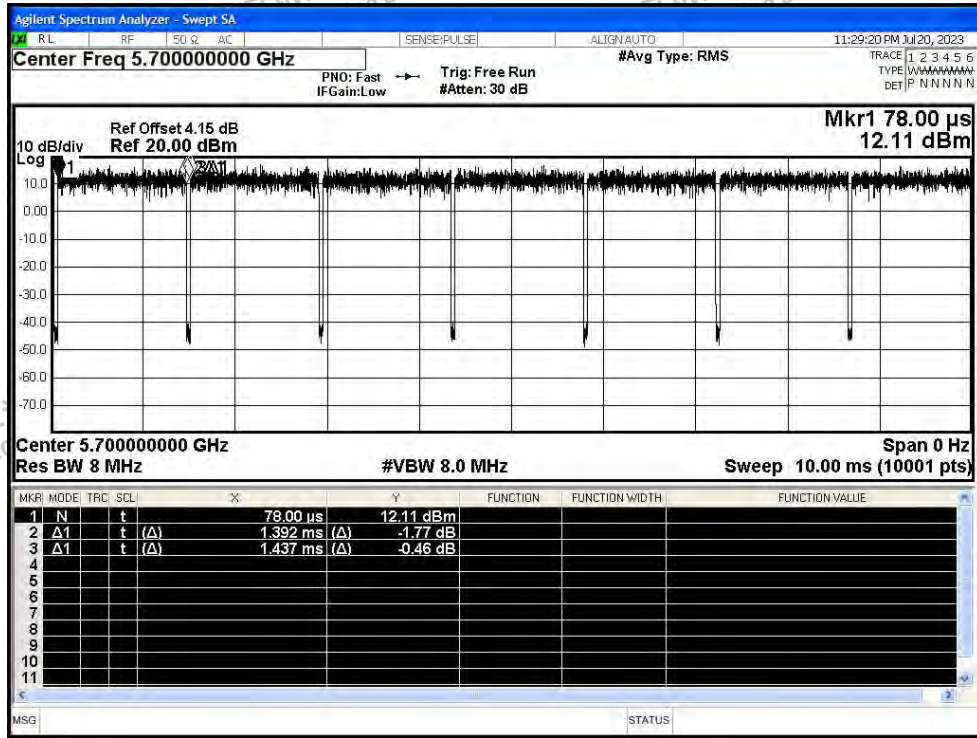 Agilent Spectrum Analyzer - Swept SA
LXI RL RF 50 Ω AC SENSE:PULSE ALIGN AUTO 11:29:20 PM Jul 20, 2023
Center Freq 5.700000000 GHz #Avg Type: RMS TRACE 1 2 3 4 5 6
PNO: Fast Trig: Free Run TYPE WWWWWW
IFGain:Low #Atten: 30 dB DET P N N N N N
Mkr1 78.00 µs
Ref Offset 4.15 dB
10 dB/div Ref 20.00 dBm 12.11 dBm
Log
1
10.0
0.00
-10.0
-20.0
-30.0
-40.0
-50.0
-60.0
-70.0
Center 5.700000000 GHz Span 0 Hz
Res BW 8 MHz #VBW 8.0 MHz Sweep 10.00 ms (10001 pts)
MKR MODE TRC SCL X Y FUNCTION FUNCTION WIDTH FUNCTION VALUE
1 N t 78.00 µs 12.11 dBm
2 Δ1 t (Δ) 1.392 ms (Δ) -1.77 dB
3 Δ1 t (Δ) 1.437 ms (Δ) -0.46 dB
4
5
6
7
8
9
10
11
MSG STATUS